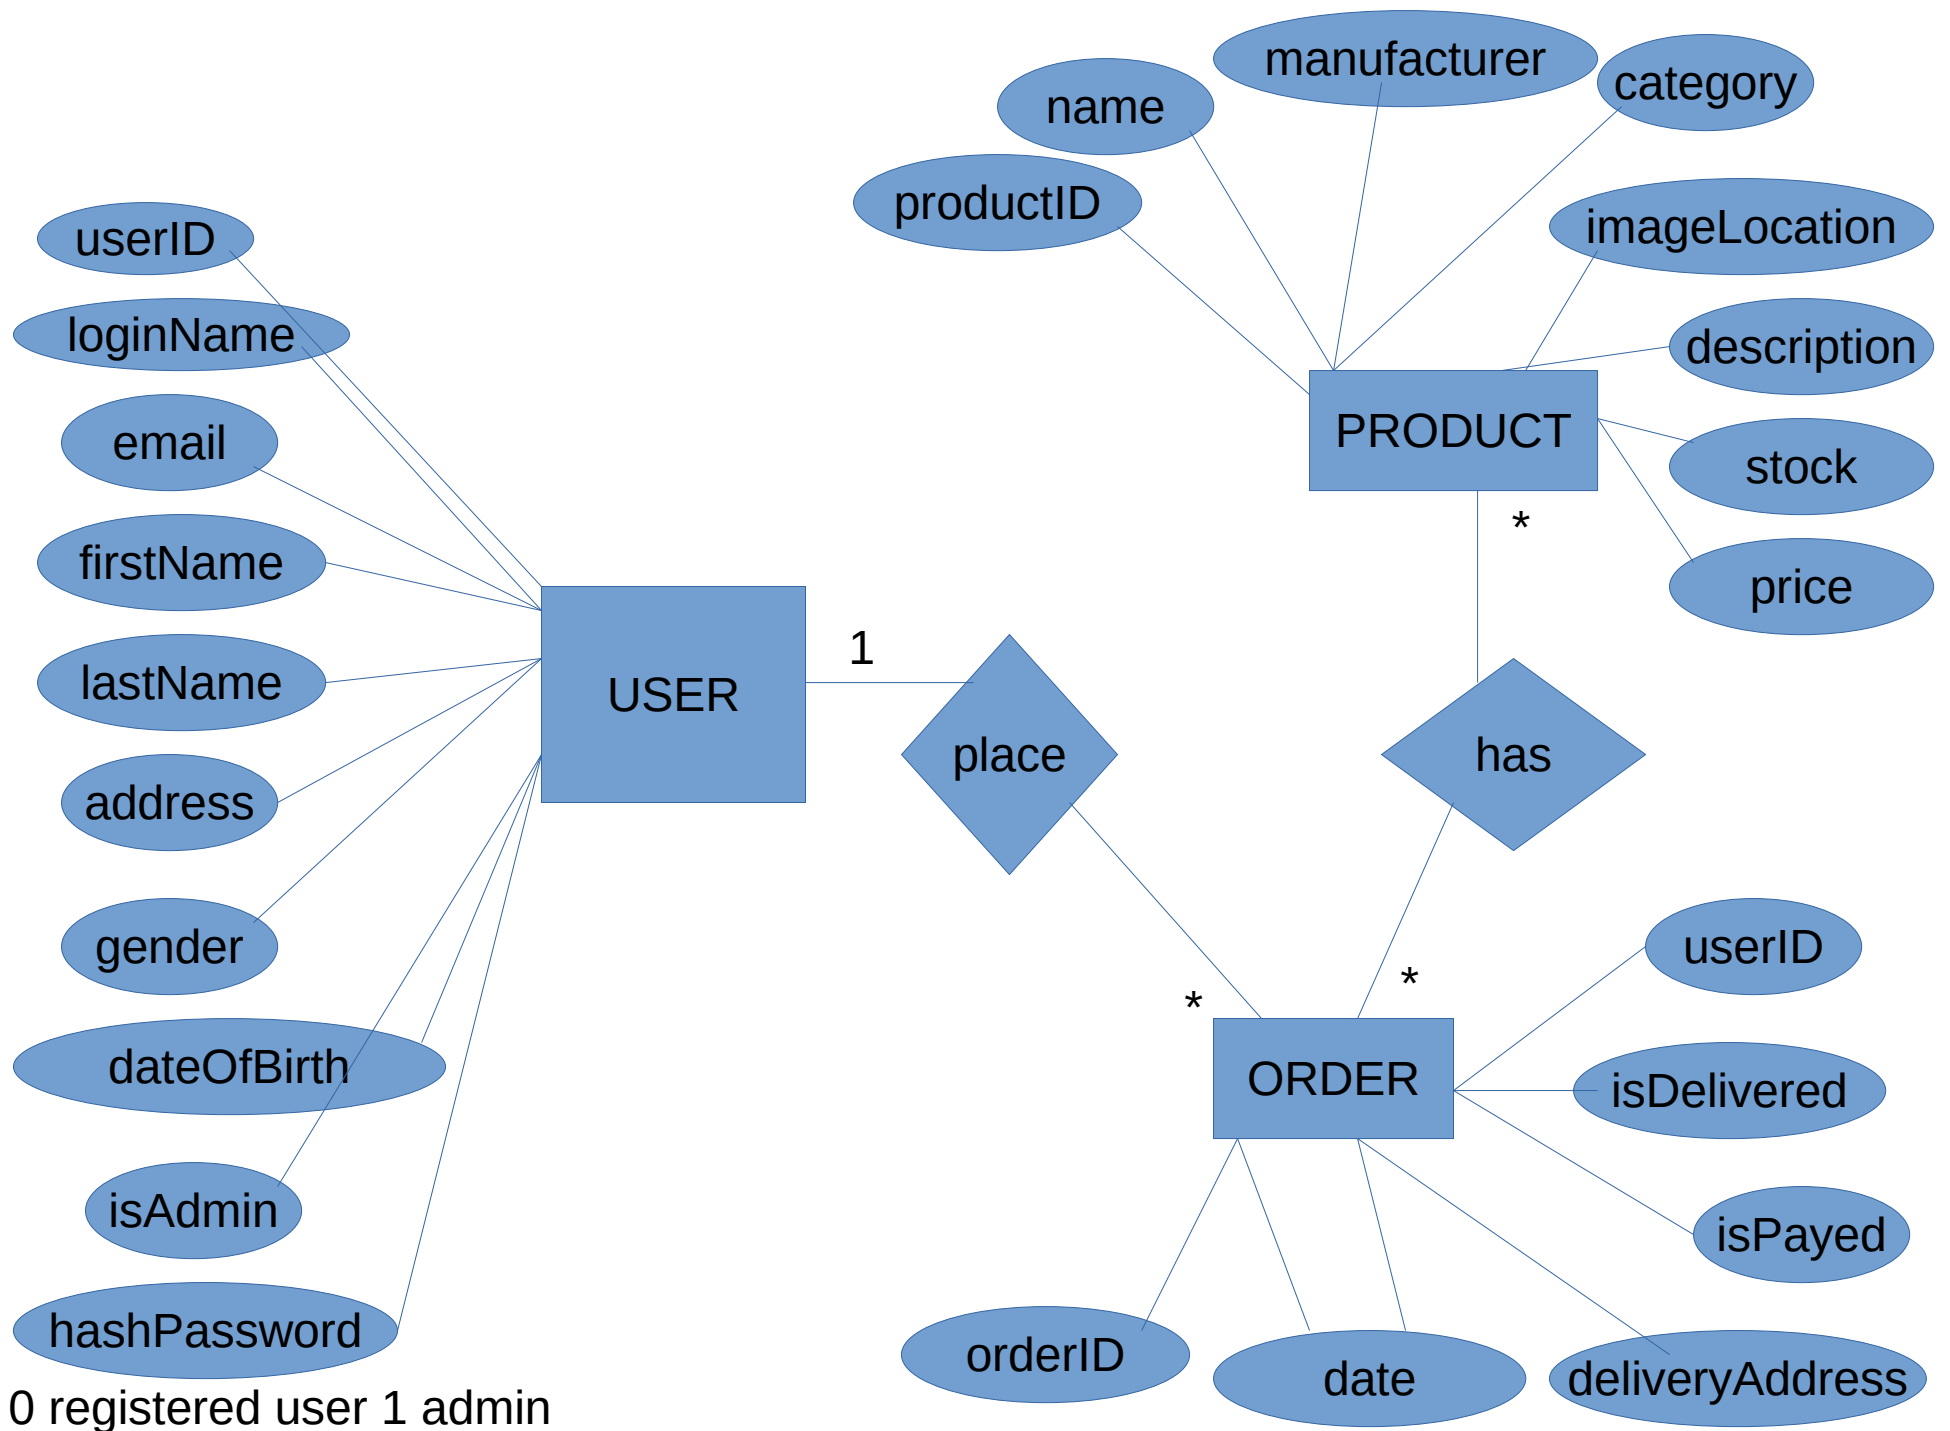 manufacturer
category
name
productID
imageLocation
userID
loginName
description
email
PRODUCT
stock
*
firstName
price
1
lastName
USER
place
has
address
gender
userID
*
*
dateOfBirth
ORDER
isDelivered
isAdmin
isPayed
hashPassword
orderID
date
deliveryAddress
0 registered user 1 admin